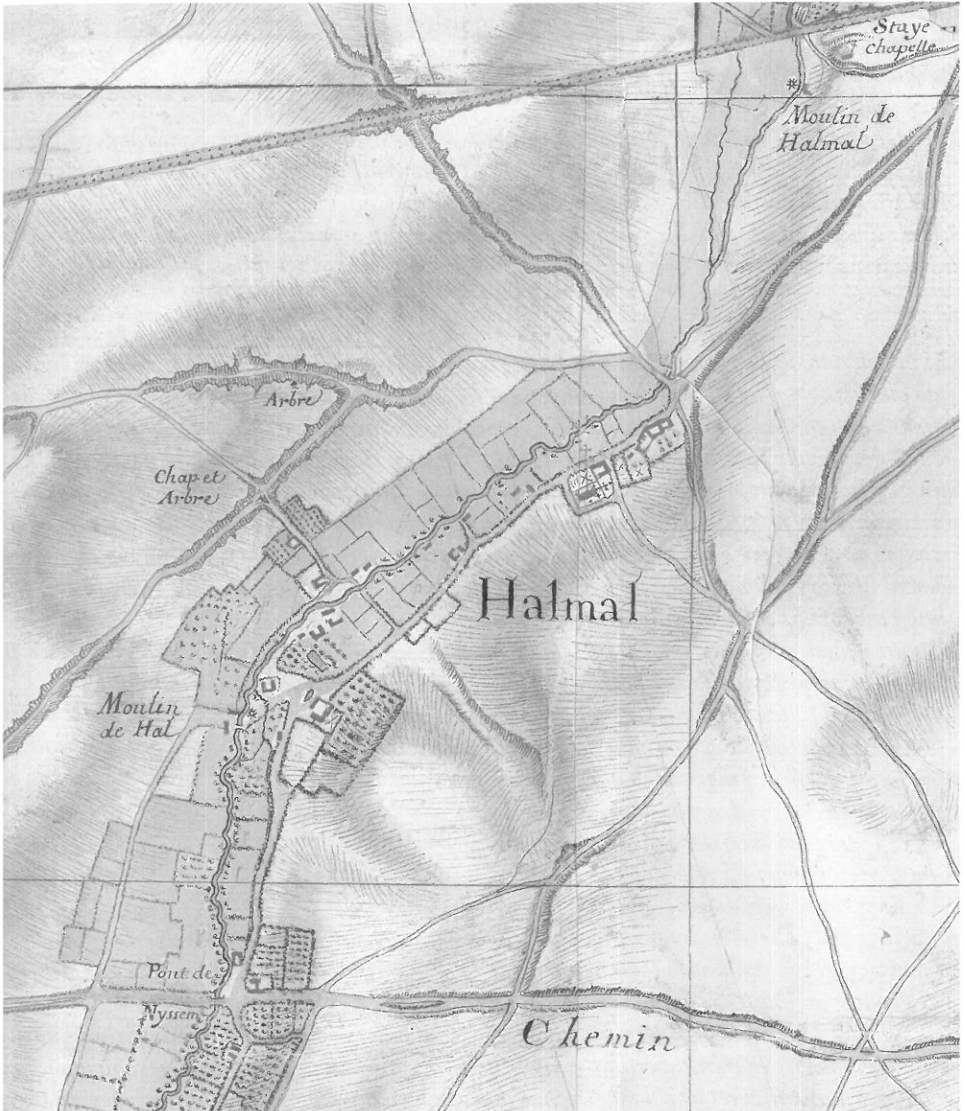 Staye
chapelle
Moulin de
Halmal
Arbre
Chap et
Arbre
Halmal
Moulin
de Hal
Pont de
Nyssem
Chemin